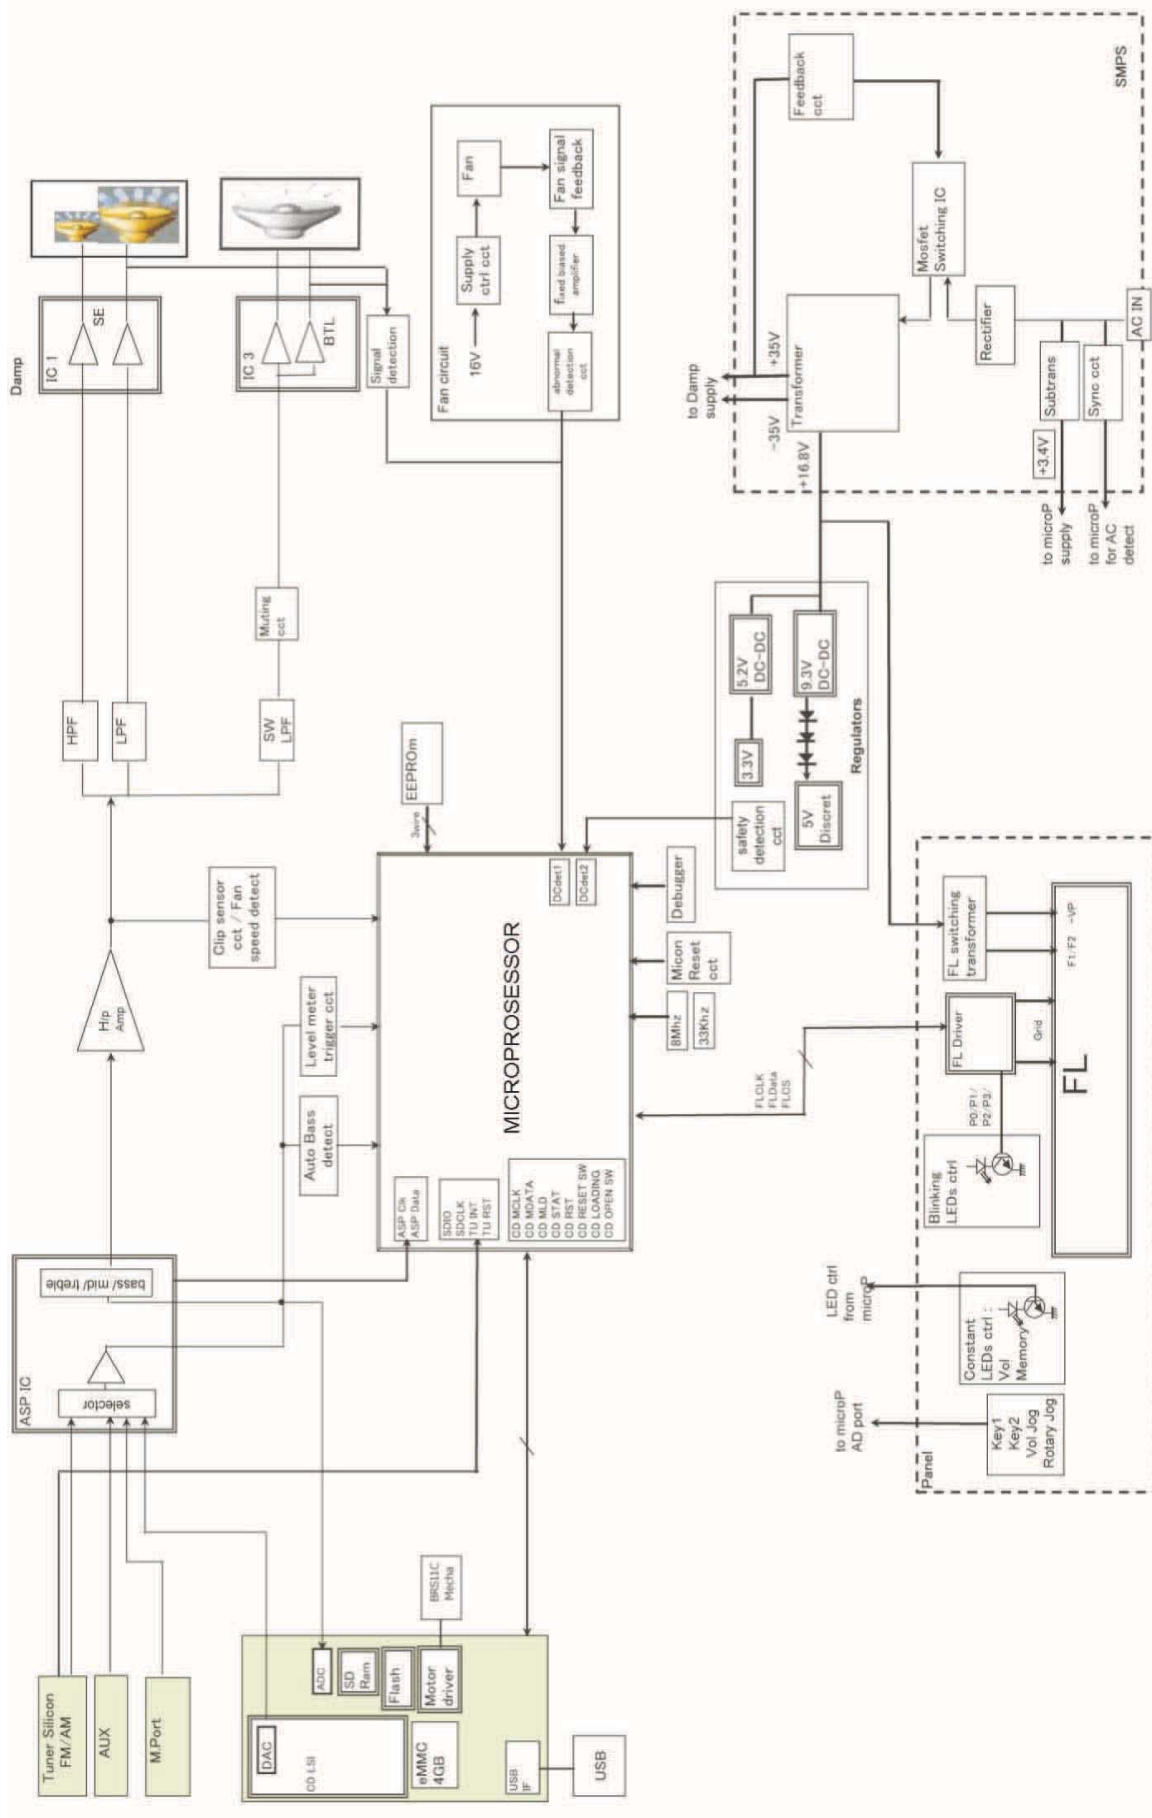 Tuner Silicon
FM/AM
AUX
M.Port
DAC
CD LSI
ADC
SD
Ram
Flash
Motor
driver
eMMC
4GB
USB
IF
USB
BRS11C
Mecha
ASP IC
selector
bass/mid/ treble
H/p
Amp
Auto Bass
detect
Level meter
trigger cct
Clip sensor
cct / Fan
speed detect
HPF
LPF
SW
LPF
Muting
cct
Damp
IC 1
SE
IC 3
BTL
Signal
detection
Fan circuit
16V
Supply
ctrl cct
Fan
Fan signal
feedback
fixed biased
amplifier
abnormal
detection
cct
MICROPROSESSOR
ASP Clk
ASP Data
SDIO
SDCLK
TU INT
TU RST
CD MCLK
CD MDATA
CD MLD
CD STAT
CD RST
CD RESET SW
CD LOADING
CD OPEN SW
DCdet1
DCdet2
3wire
EEPROm
8Mhz
33Khz
Micon
Reset
cct
Debugger
FLCLK
FLData
FLCS
safety
detection
cct
3.3V
5.2V
DC-DC
5V
Discret
9.3V
DC-DC
Regulators
to Damp
supply
-35V
+35V
+16.8V
Transformer
Feedback
cct
Mosfet
Switching IC
Rectifier
+3.4V
Subtrans
Sync cct
AC IN
SMPS
to microP
supply
to microP
for AC
detect
to microP
AD port
LED ctrl
from
microP
Panel
Key1
Key2
Vol Jog
Rotary Jog
Constant
LEDs ctrl :
Vol
Memory
Blinking
LEDs ctrl
P0/P1/
P2/P3/
FL Driver
Grid
FL switching
transformer
F1/F2
-VP
FL